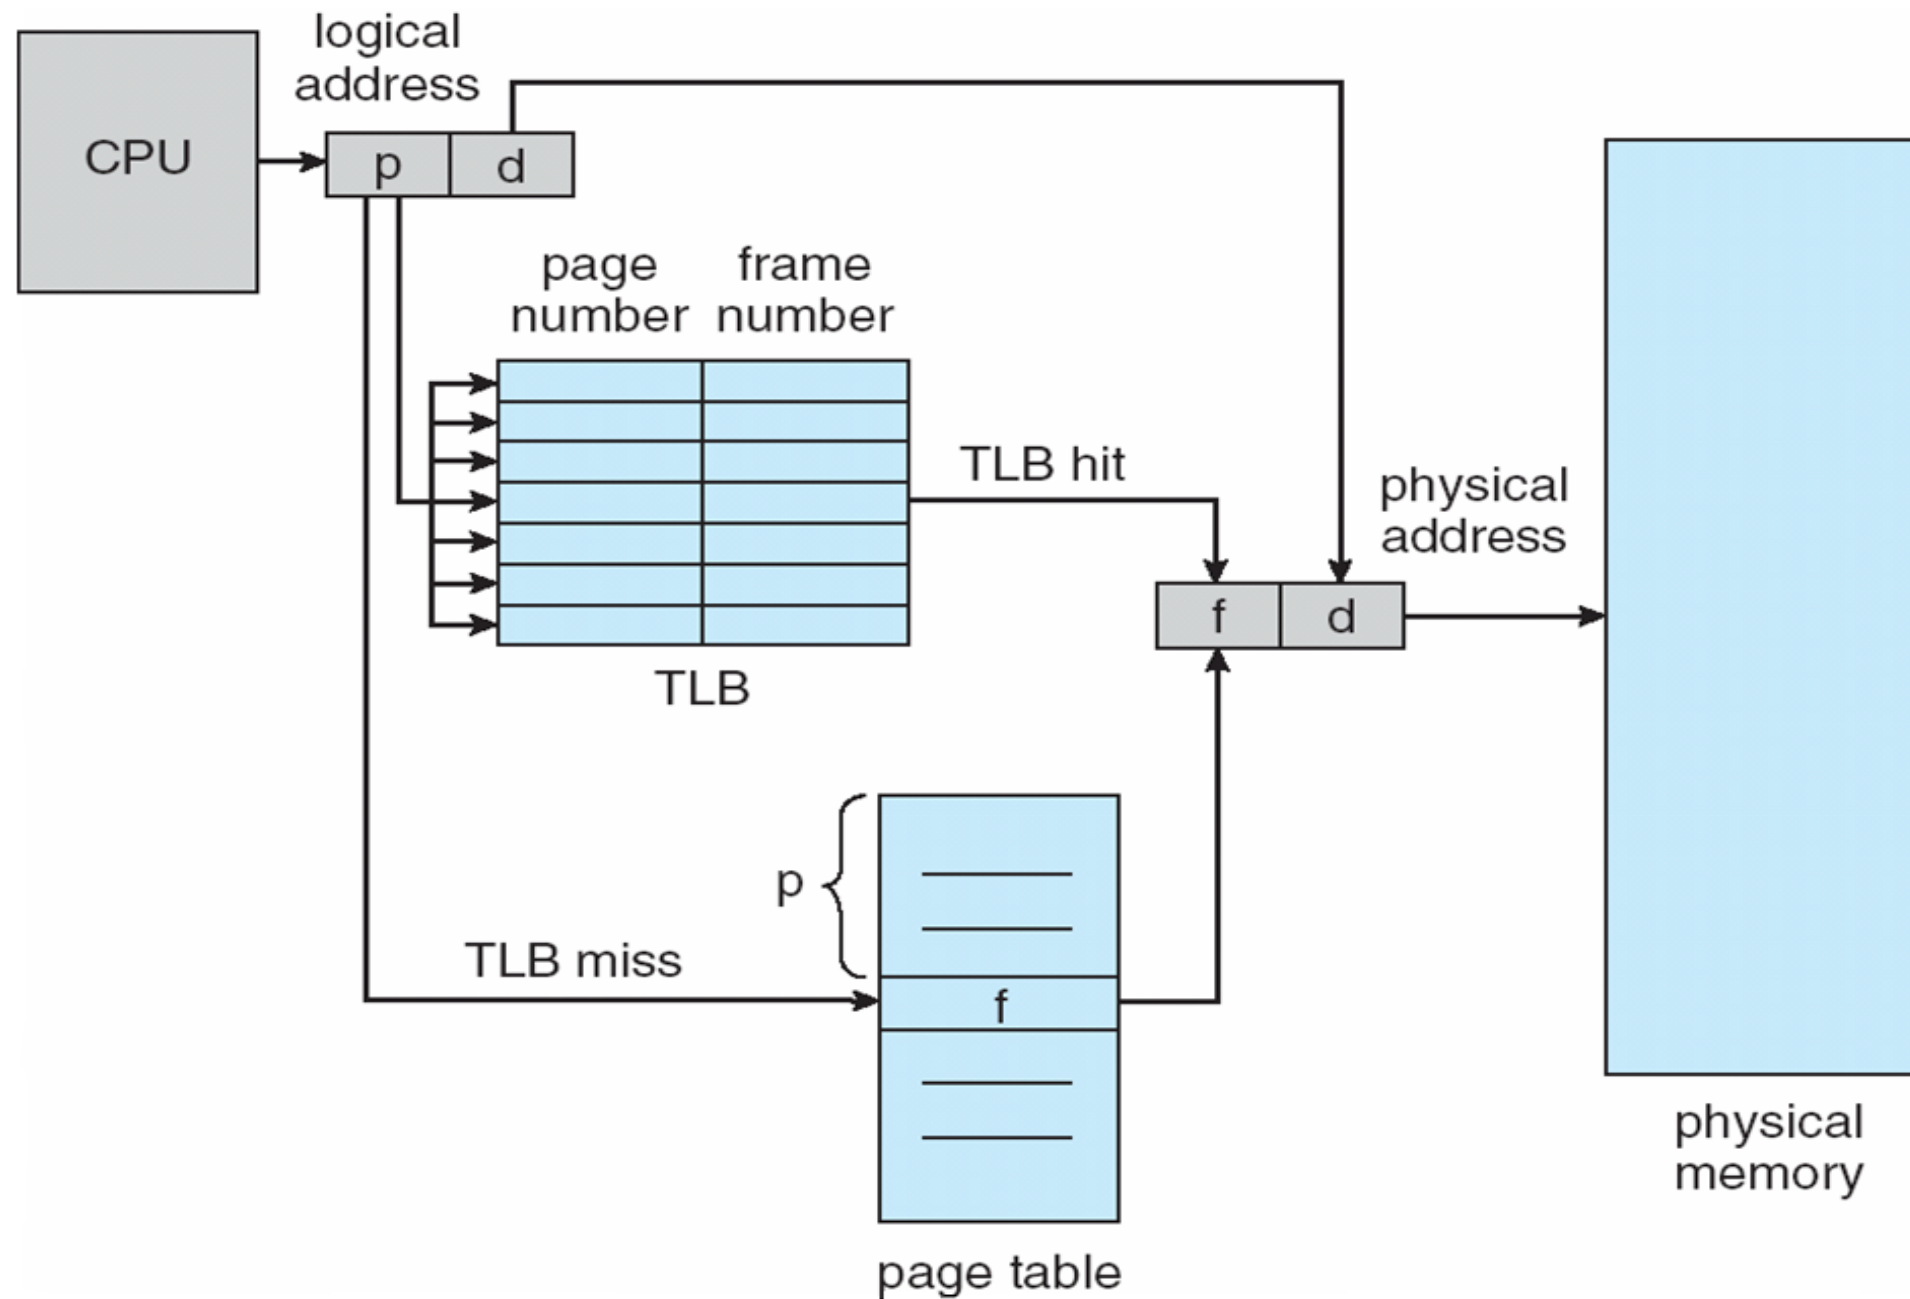 logical
address
CPU
p
d
page
number
frame
number
TLB hit
physical
address
f
d
TLB
p
TLB miss
f
physical
memory
page table